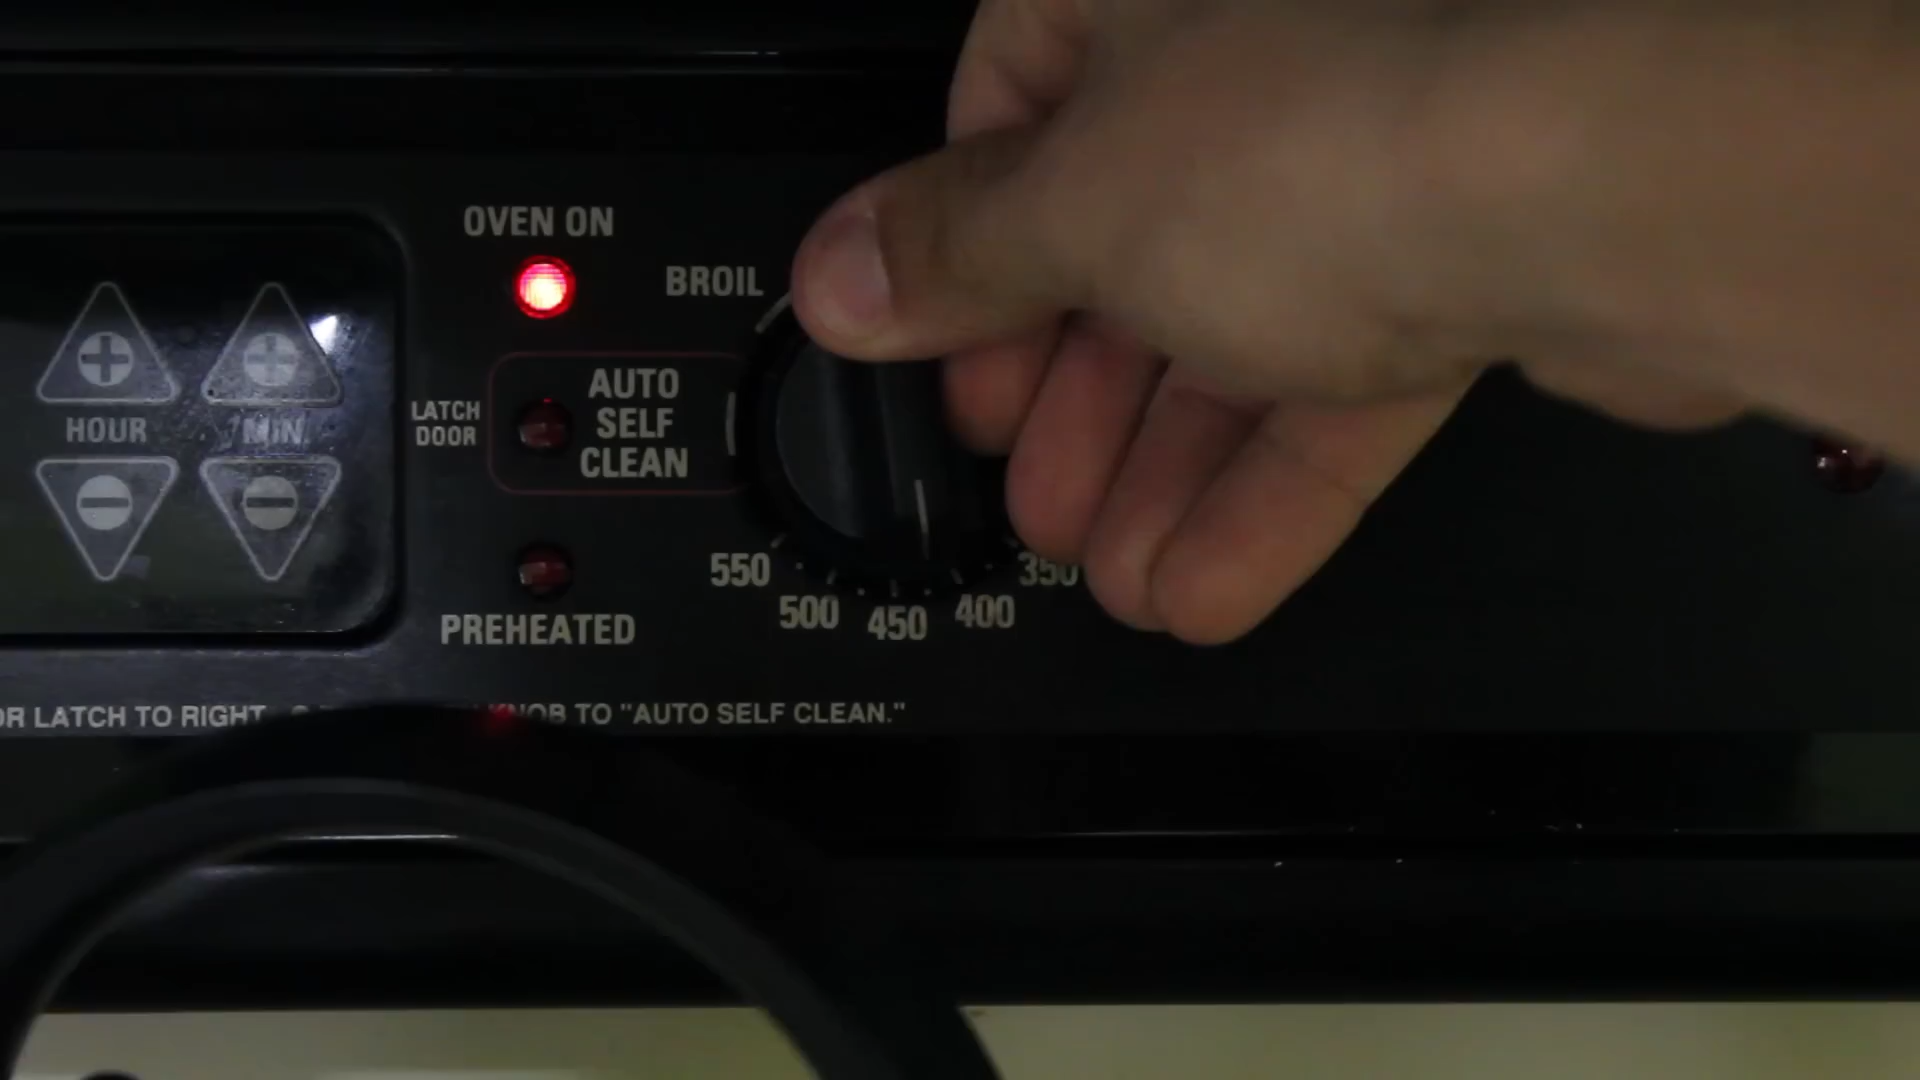 OVEN ON
BROIL
HOUR
MIN
LATCH
DOOR
AUTO
SELF
CLEAN
550
500
450
400
350
PREHEATED
LATCH TO RIGHT. KNOB TO "AUTO SELF CLEAN."